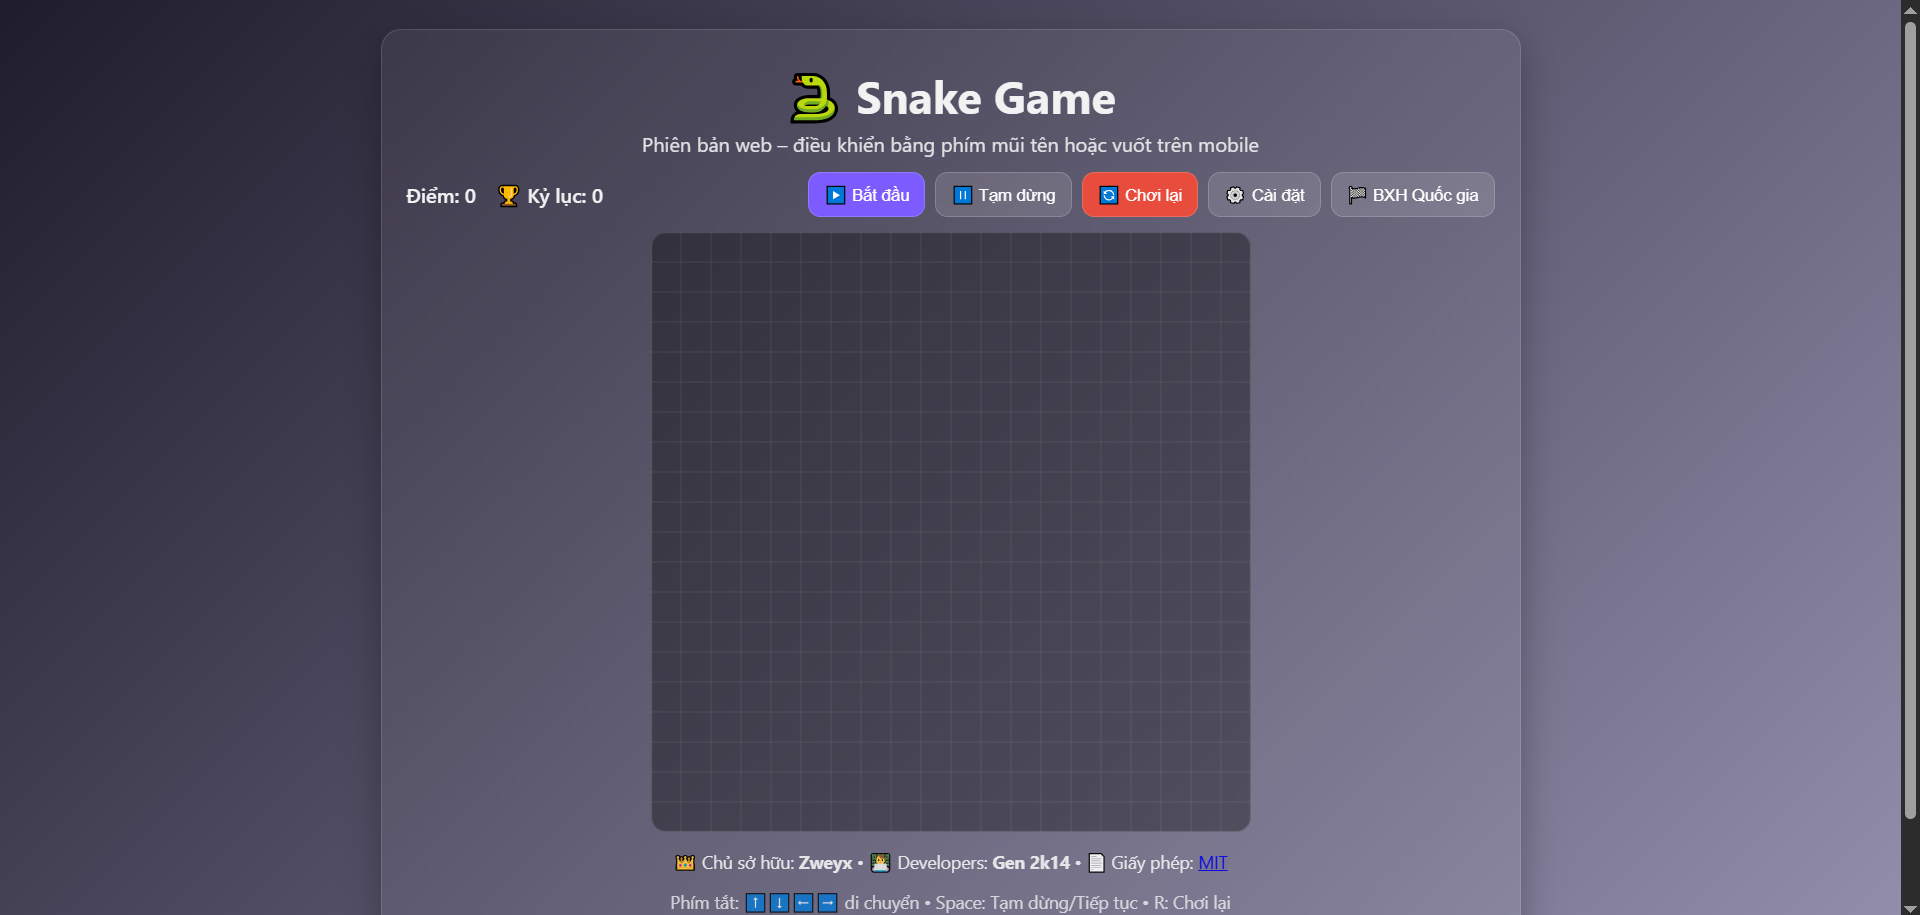 Snake Game
Phiên bản web – điều khiển bằng phím mũi tên hoặc vuốt trên mobile
Điểm: 0 🏆 Kỷ lục: 0
▶️ Bắt đầu ⏸️ Tạm dừng 🔄 Chơi lại ⚙️ Cài đặt 🏁 BXH Quốc gia
👑 Chủ sở hữu: Zweyx • 🧑‍💻 Developers: Gen 2k14 • 📄 Giấy phép: MIT
Phím tắt: ⬆️ ⬇️ ⬅️ ➡️ di chuyển • Space: Tạm dừng/Tiếp tục • R: Chơi lại